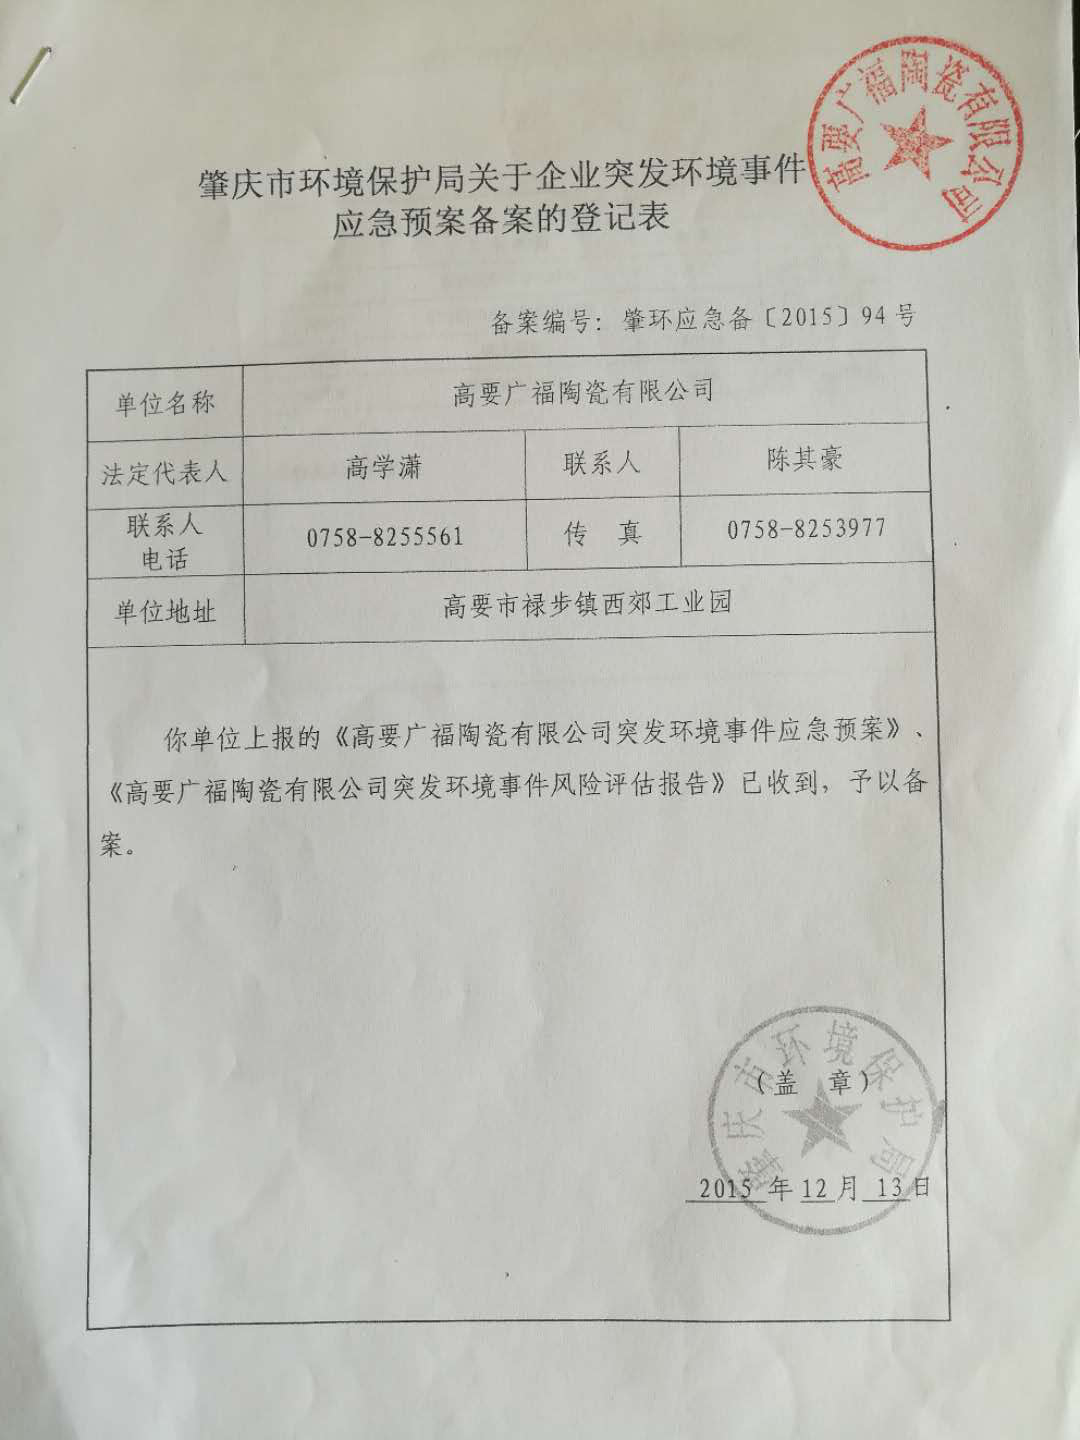 高要广福陶瓷有限公司
肇庆市环境保护局关于企业突发环境事件
应急预案备案的登记表
备案编号：肇环应急备〔2015〕94 号
单位名称 高要广福陶瓷有限公司
法定代表人 高学潇 联系人 陈其豪
联系人
电话 0758-8255561 传 真 0758-8253977
单位地址 高要市禄步镇西郊工业园
你单位上报的《高要广福陶瓷有限公司突发环境事件应急预案》、
《高要广福陶瓷有限公司突发环境事件风险评估报告》已收到，予以备
案。
肇庆市环境保护局
（盖 章）
2015 年 12 月 13 日